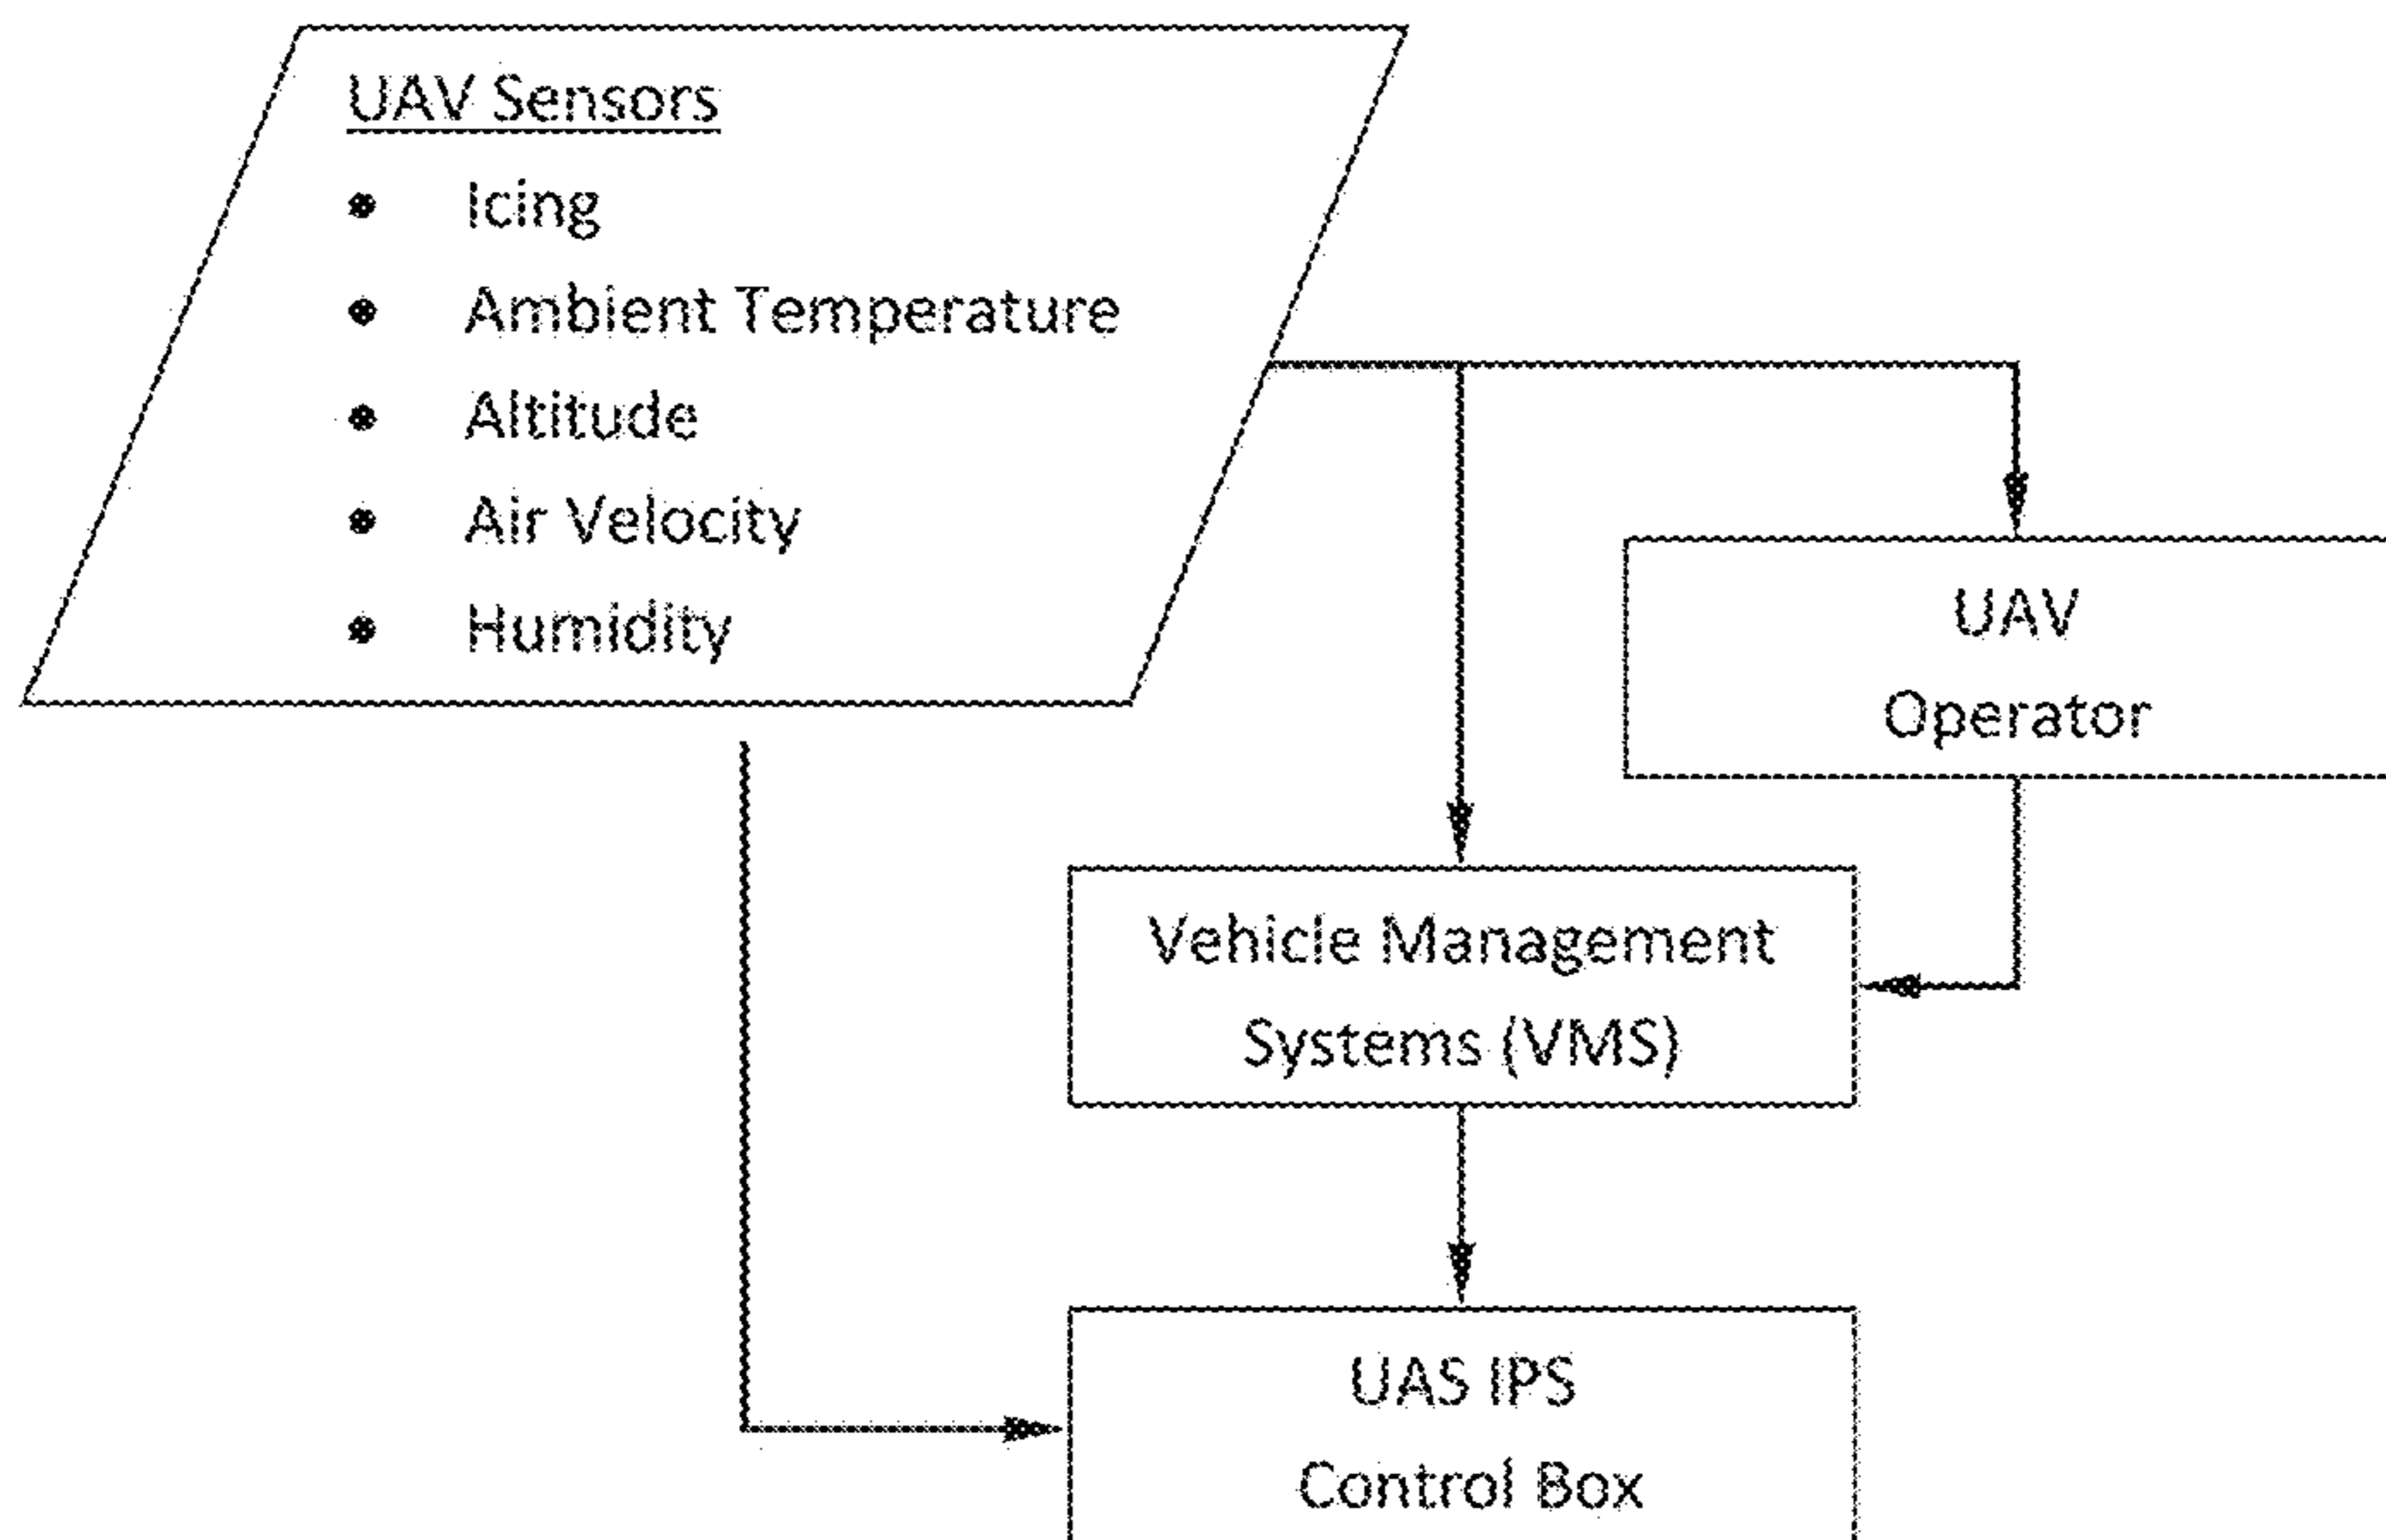 UAV Sensors
• Icing
• Ambient Temperature
• Altitude
• Air Velocity
• Humidity
UAV
Operator
Vehicle Management
Systems (VMS)
UAS IPS
Control Box